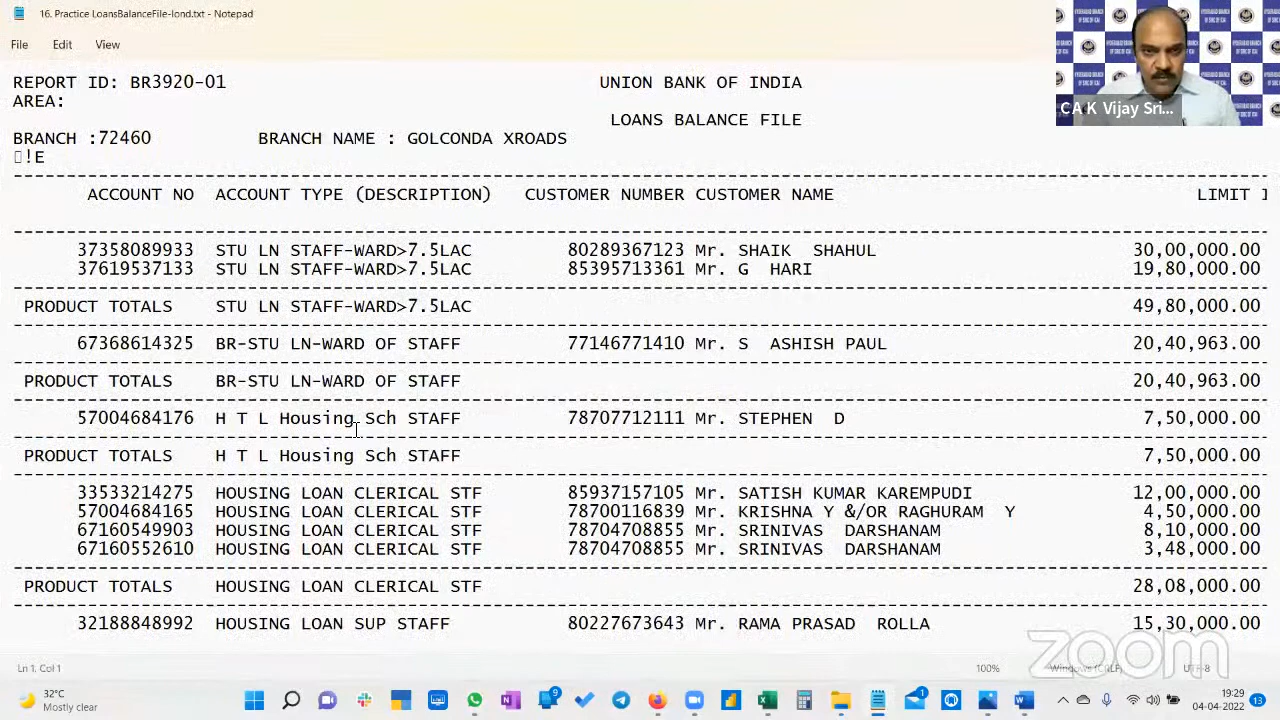 16. Practice LoansBalanceFile-lond.txt - Notepad
File Edit View
REPORT ID: BR3920-01 UNION BANK OF INDIA
AREA:
LOANS BALANCE FILE
BRANCH :72460 BRANCH NAME : GOLCONDA XROADS
!E
ACCOUNT NO ACCOUNT TYPE (DESCRIPTION) CUSTOMER NUMBER CUSTOMER NAME LIMIT
37358089933 STU LN STAFF-WARD>7.5LAC 80289367123 Mr. SHAIK SHAHUL 30,00,000.00
37619537133 STU LN STAFF-WARD>7.5LAC 85395713361 Mr. G HARI 19,80,000.00
PRODUCT TOTALS STU LN STAFF-WARD>7.5LAC 49,80,000.00
67368614325 BR-STU LN-WARD OF STAFF 77146771410 Mr. S ASHISH PAUL 20,40,963.00
PRODUCT TOTALS BR-STU LN-WARD OF STAFF 20,40,963.00
57004684176 H T L Housing Sch STAFF 78707712111 Mr. STEPHEN D 7,50,000.00
PRODUCT TOTALS H T L Housing Sch STAFF 7,50,000.00
33533214275 HOUSING LOAN CLERICAL STF 85937157105 Mr. SATISH KUMAR KAREMPUDI 12,00,000.00
57004684165 HOUSING LOAN CLERICAL STF 78700116839 Mr. KRISHNA Y &/OR RAGHURAM Y 4,50,000.00
67160549903 HOUSING LOAN CLERICAL STF 78704708855 Mr. SRINIVAS DARSHANAM 8,10,000.00
67160552610 HOUSING LOAN CLERICAL STF 78704708855 Mr. SRINIVAS DARSHANAM 3,48,000.00
PRODUCT TOTALS HOUSING LOAN CLERICAL STF 28,08,000.00
32188848992 HOUSING LOAN SUP STAFF 80227673643 Mr. RAMA PRASAD ROLLA 15,30,000.00
C A K Vijay Sri...
zoom
Ln 1, Col 1 100% Windows (CRLF) UTF-8
32°C
Mostly clear
9
1
19:29
04-04-2022
13